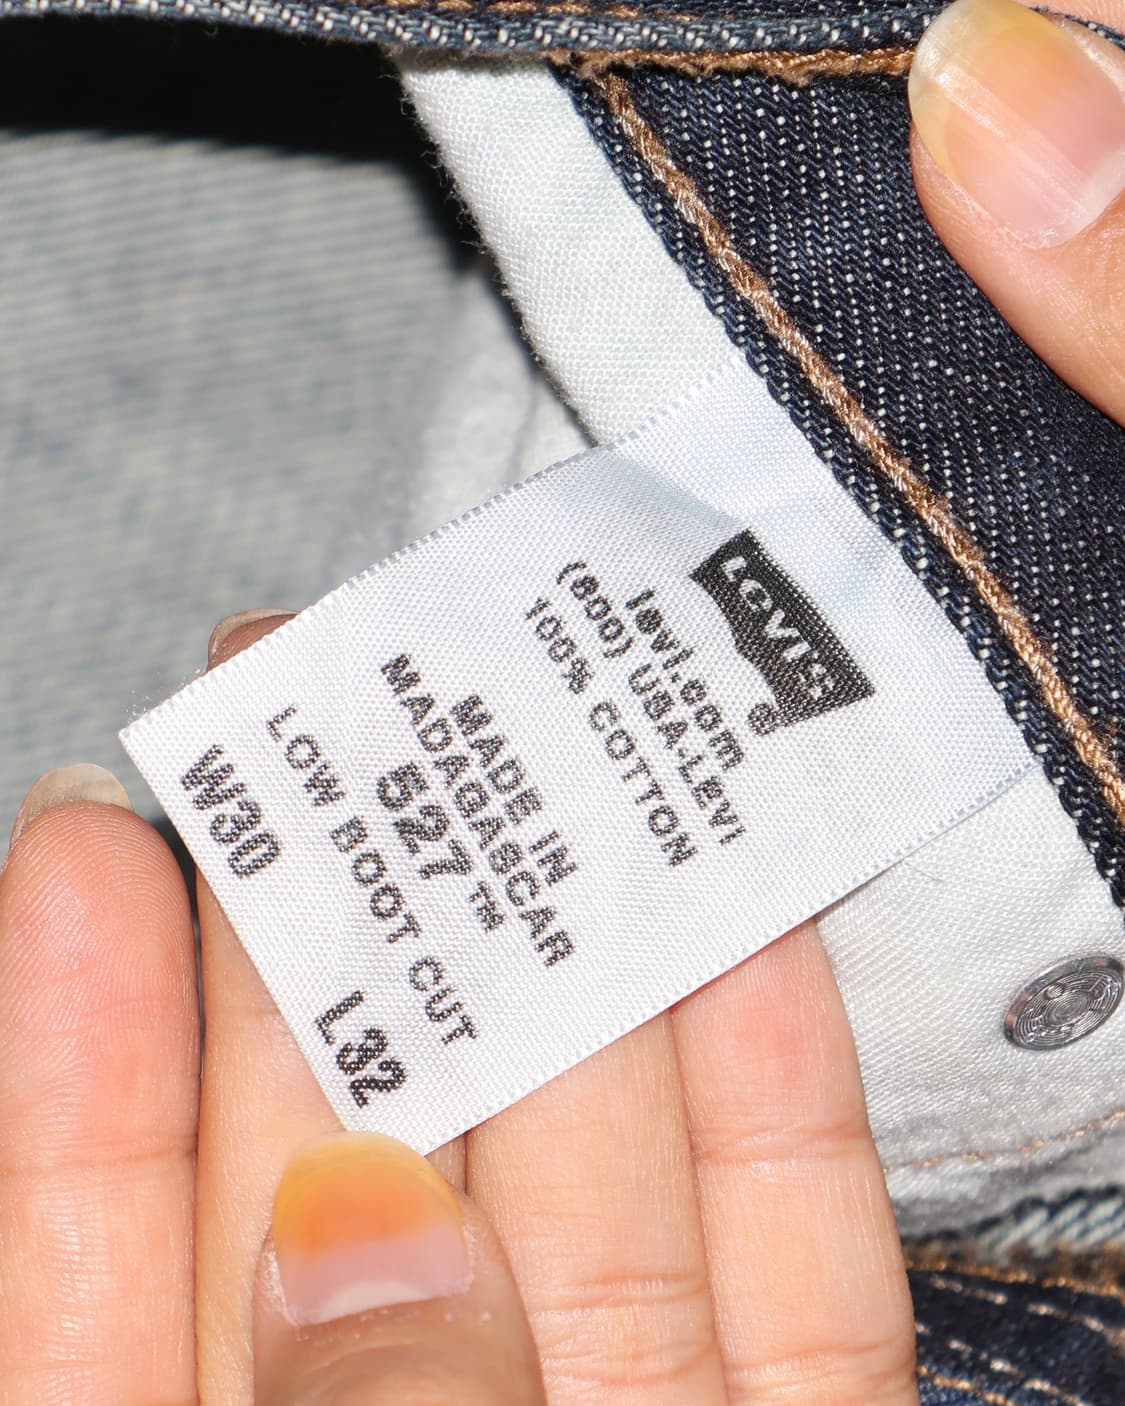 LEVI'S
®
levi.com
(800) USA-LEVI
100% COTTON
MADE IN
MADAGASCAR
527™
LOW BOOT CUT
W30 L32